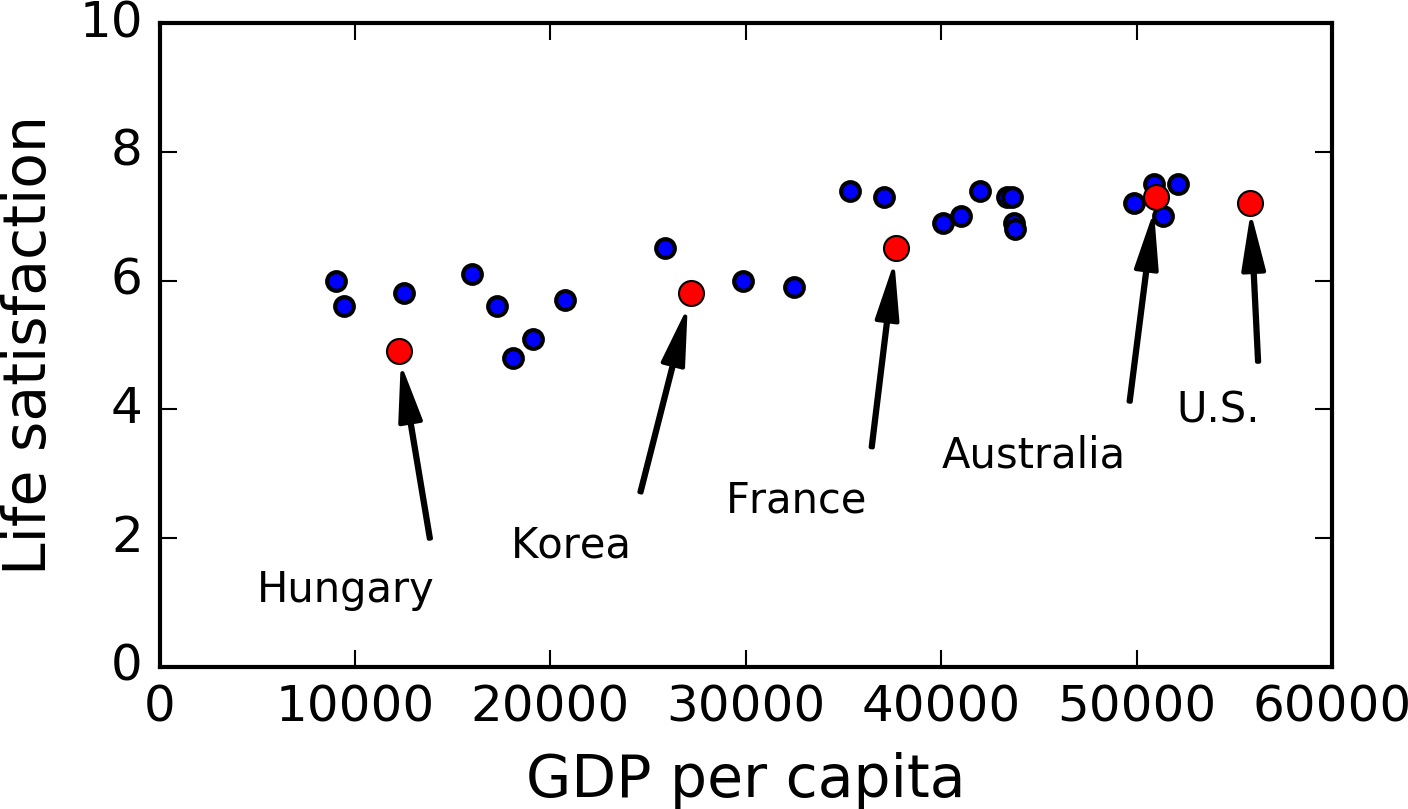 10
8
6
4
2
0
Life satisfaction
Hungary
Korea
France
Australia
U.S.
0 10000 20000 30000 40000 50000 60000
GDP per capita